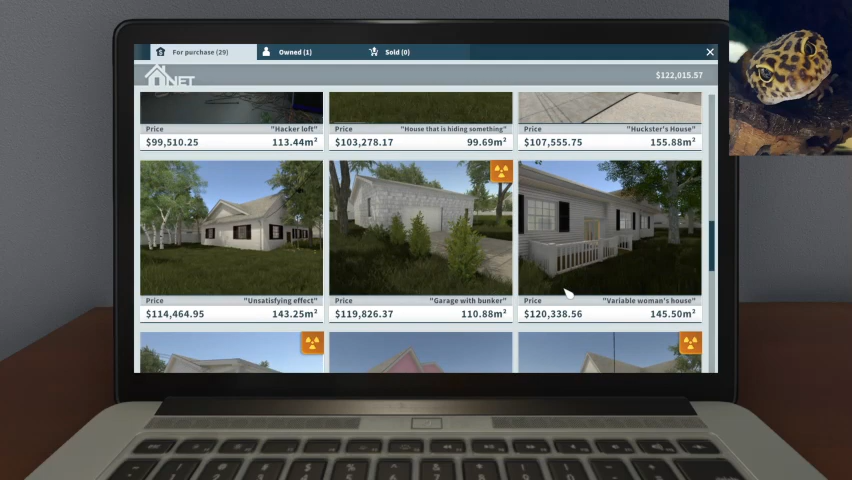 For purchase (29) Owned (1) Sold (0)
NET $122,015.57
Price "Hacker loft" Price "House that is hiding something" Price "Huckster's House"
$99,510.25 113.44m² $103,278.17 99.69m² $107,555.75 155.88m²
Price "Unsatisfying effect" Price "Garage with bunker" Price "Variable woman's house"
$114,464.95 143.25m² $119,826.37 110.88m² $120,338.56 145.50m²